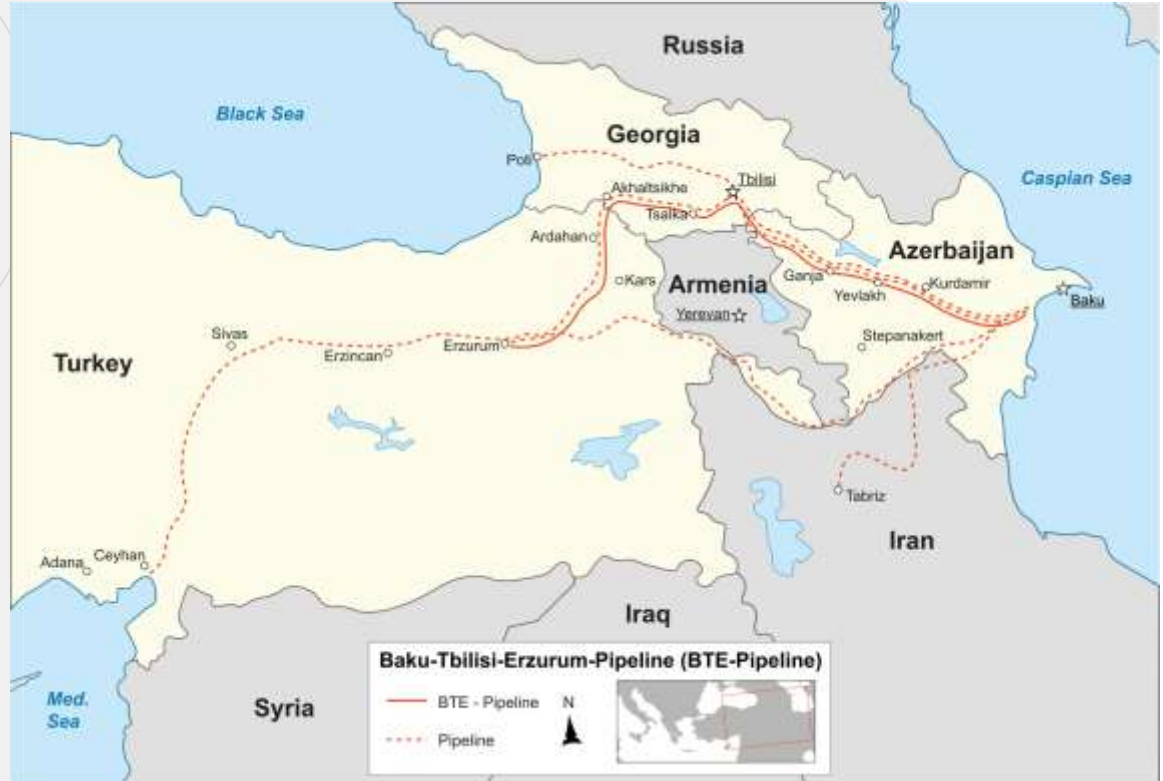 Russia
Black Sea
Georgia
Poti
Tbilisi
Caspian Sea
Akhaltsikhe
Tsalka
Ardahan
Azerbaijan
Armenia
Kars
Ganja
Yevlakh
Kurdamir
Baku
Yerevan
Sivas
Stepanakert
Turkey
Erzincan
Erzurum
Tabriz
Iran
Adana
Ceyhan
Iraq
Baku-Tbilisi-Erzurum-Pipeline (BTE-Pipeline)
BTE - Pipeline
N
Pipeline
Med.
Sea
Syria